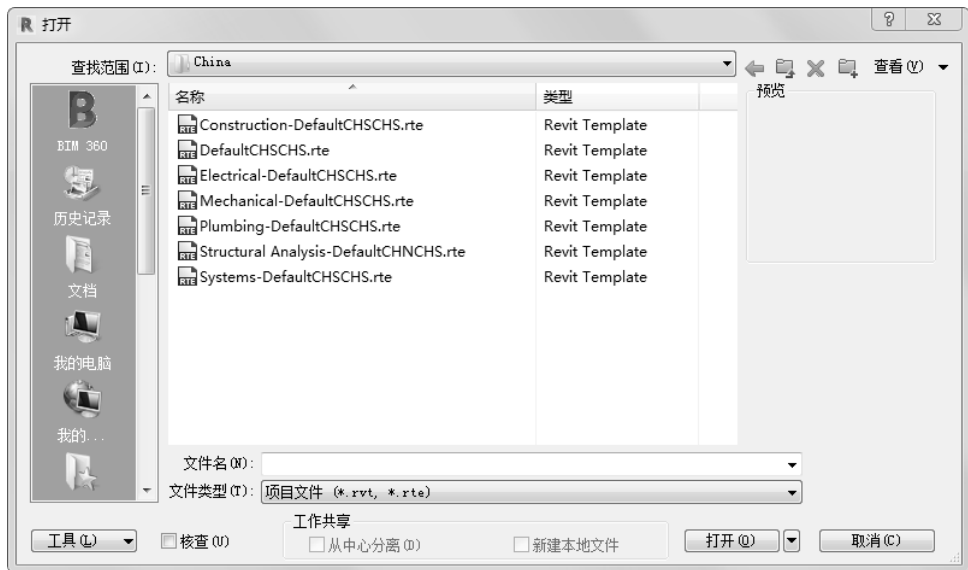 打开
查找范围(I):
China
查看(V)
名称
类型
预览
Construction-DefaultCHSCHS.rte
Revit Template
DefaultCHSCHS.rte
Revit Template
Electrical-DefaultCHSCHS.rte
Revit Template
Mechanical-DefaultCHSCHS.rte
Revit Template
Plumbing-DefaultCHSCHS.rte
Revit Template
Structural Analysis-DefaultCHNCHS.rte
Revit Template
Systems-DefaultCHSCHS.rte
Revit Template
BIM 360
历史记录
文档
我的电脑
我的...
文件名(N):
文件类型(T):
项目文件 (*.rvt, *.rte)
工具(L)
核查(U)
工作共享
从中心分离(D)
新建本地文件
打开(O)
取消(C)